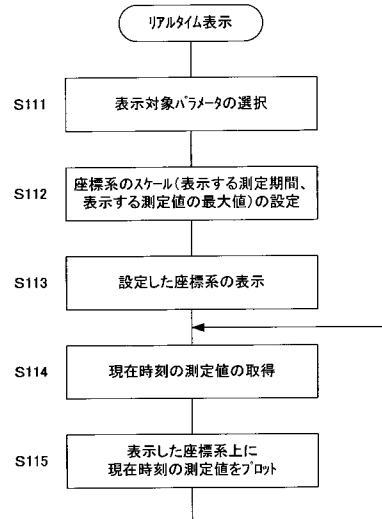 リアルタイム表示
S111
表示対象パラメータの選択
S112
座標系のスケール(表示する測定期間、
表示する測定値の最大値)の設定
S113
設定した座標系の表示
S114
現在時刻の測定値の取得
S115
表示した座標系上に
現在時刻の測定値をプロット